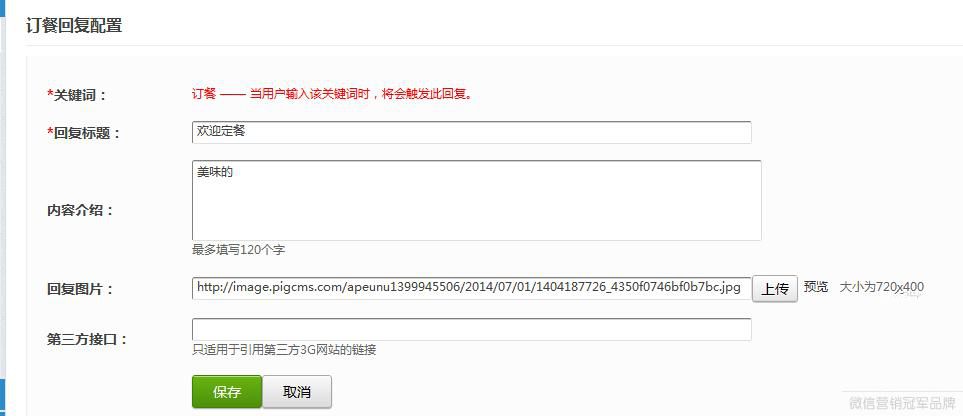 订餐回复配置
*关键词： 订餐 —— 当用户输入该关键词时，将会触发此回复。
*回复标题： 欢迎定餐
美味的
内容介绍：
最多填写120个字
回复图片： http://image.pigcms.com/apeunu1399945506/2014/07/01/1404187726_4350f0746bf0b7bc.jpg 上传 预览 大小为720x400
第三方接口：
只适用于引用第三方3G网站的链接
保存 取消
微信营销冠军品牌